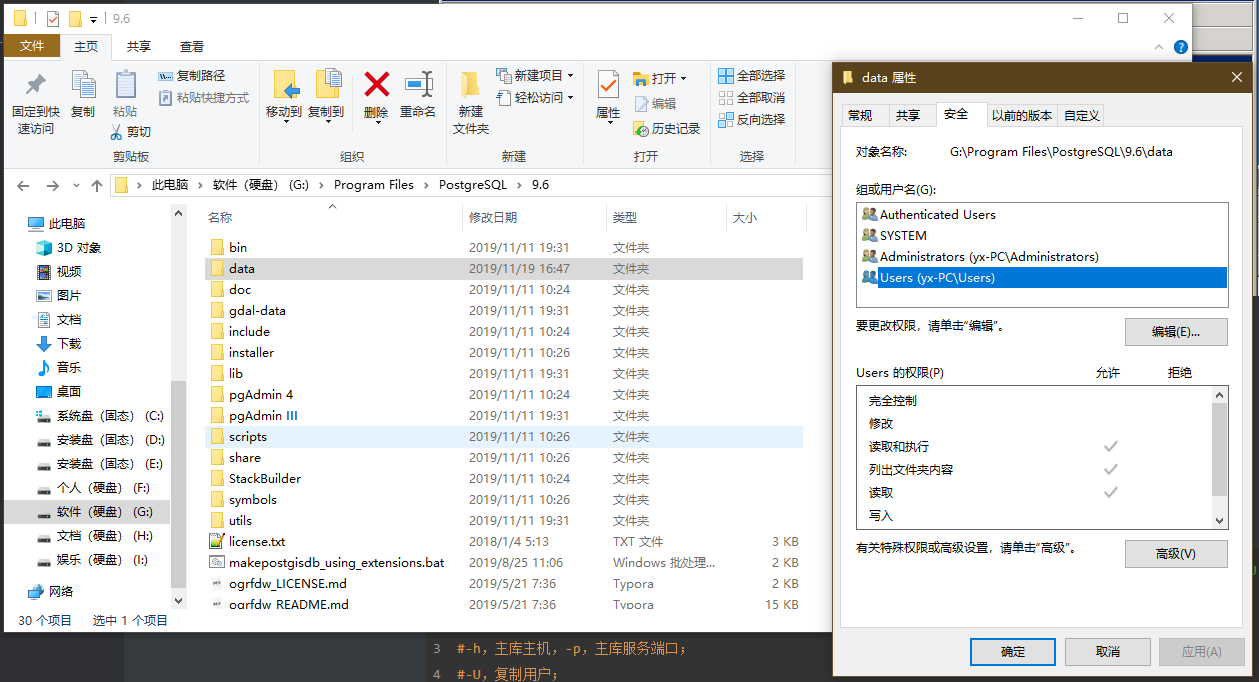 9.6
文件 主页 共享 查看
固定到快速访问
复制
粘贴
复制路径
粘贴快捷方式
剪切
剪贴板
移动到
复制到
删除
重命名
组织
新建文件夹
新建项目
轻松访问
新建
属性
打开
编辑
历史记录
打开
全部选择
全部取消
反向选择
选择
此电脑 软件（硬盘） (G:) Program Files PostgreSQL 9.6
此电脑
3D 对象
视频
图片
文档
下载
音乐
桌面
系统盘（固态） (C:)
安装盘（固态） (D:)
安装盘（固态） (E:)
个人（硬盘） (F:)
软件（硬盘） (G:)
文档（硬盘） (H:)
娱乐（硬盘） (I:)
网络
名称 修改日期 类型 大小
bin 2019/11/11 19:31 文件夹
data 2019/11/19 16:47 文件夹
doc 2019/11/11 10:24 文件夹
gdal-data 2019/11/11 19:31 文件夹
include 2019/11/11 10:24 文件夹
installer 2019/11/11 10:26 文件夹
lib 2019/11/11 19:31 文件夹
pgAdmin 4 2019/11/11 10:24 文件夹
pgAdmin III 2019/11/11 19:31 文件夹
scripts 2019/11/11 10:26 文件夹
share 2019/11/11 10:26 文件夹
StackBuilder 2019/11/11 10:24 文件夹
symbols 2019/11/11 10:26 文件夹
utils 2019/11/11 19:31 文件夹
license.txt 2018/1/4 5:13 TXT 文件 3 KB
makepostgisdb_using_extensions.bat 2019/8/25 11:06 Windows 批处理... 2 KB
ogrfdw_LICENSE.md 2019/5/21 7:36 Typora 2 KB
ogrfdw_README.md 2019/5/21 7:36 Typora 15 KB
30 个项目 选中 1 个项目
3 #-h，主库主机，-p，主库服务端口；
4 #-U，复制用户；
data 属性
常规 共享 安全 以前的版本 自定义
对象名称: G:\Program Files\PostgreSQL\9.6\data
组或用户名(G):
Authenticated Users
SYSTEM
Administrators (yx-PC\Administrators)
Users (yx-PC\Users)
要更改权限，请单击“编辑”。
编辑(E)...
Users 的权限(P) 允许 拒绝
完全控制
修改
读取和执行
列出文件夹内容
读取
写入
有关特殊权限或高级设置，请单击“高级”。
高级(V)
确定 取消 应用(A)